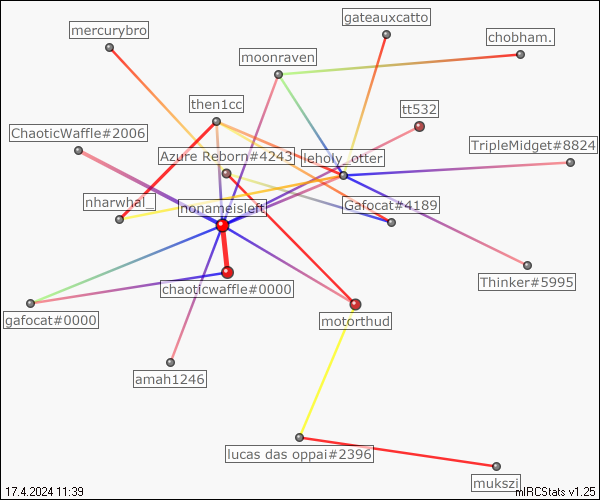 gateauxcatto
mercurybro
chobham.
moonraven
then1cc
tt532
ChaoticWaffle#2006
TripleMidget#8824
Azure Reborn#4243
leholy_otter
nharwhal_
Gafocat#4189
honameisleft
Thinker#5995
chaoticwaffle#0000
gafocat#0000
motorthud
amah1246
lucas das oppai#2396
mukszi
17.4.2024 11:39
mIRCStats v1.25